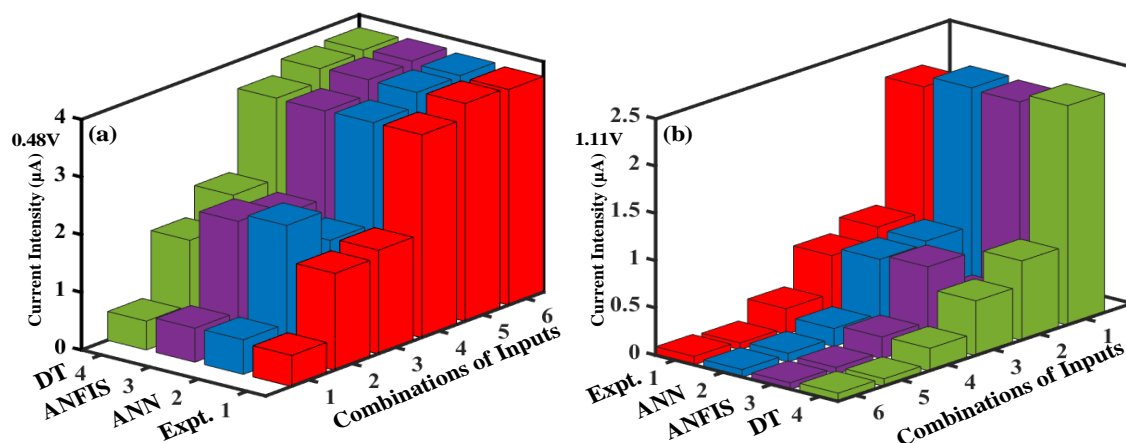 (a)
0.48V
Current Intensity (μA)
4
3
2
1
0
DT 4
ANFIS 3
ANN 2
Expt. 1
1
2
3
4
5
6
Combinations of Inputs
(b)
1.11V
Current Intensity (μA)
2.5
2
1.5
1
0.5
0
Expt. 1
ANN 2
ANFIS 3
DT 4
6
5
4
3
2
1
Combinations of Inputs